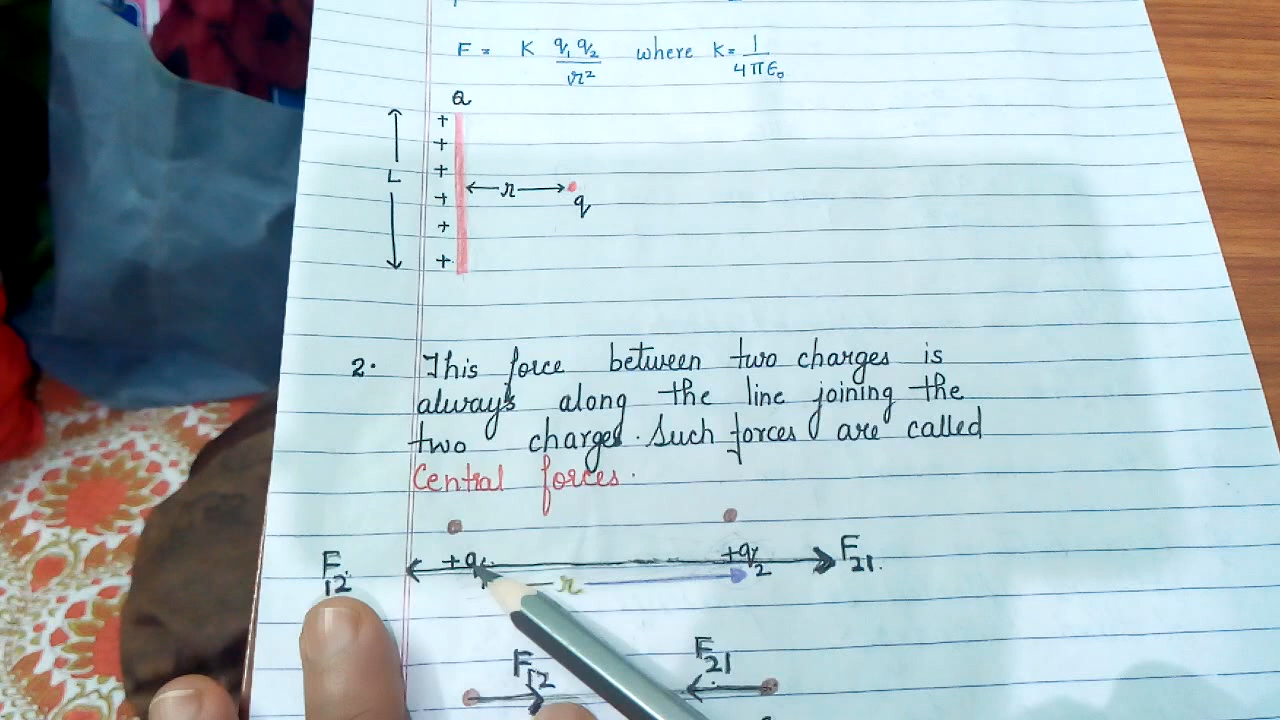 F = K q₁q₂/r² where K = 1/4πϵ₀
Q
+
+
+
L + r
+ q
+
+
2. This force between two charges is
always along the line joining the
two charges. Such forces are called
Central forces.
F₁₂ +q₁ +q₂ F₂₁
r
F₁₂ F₂₁